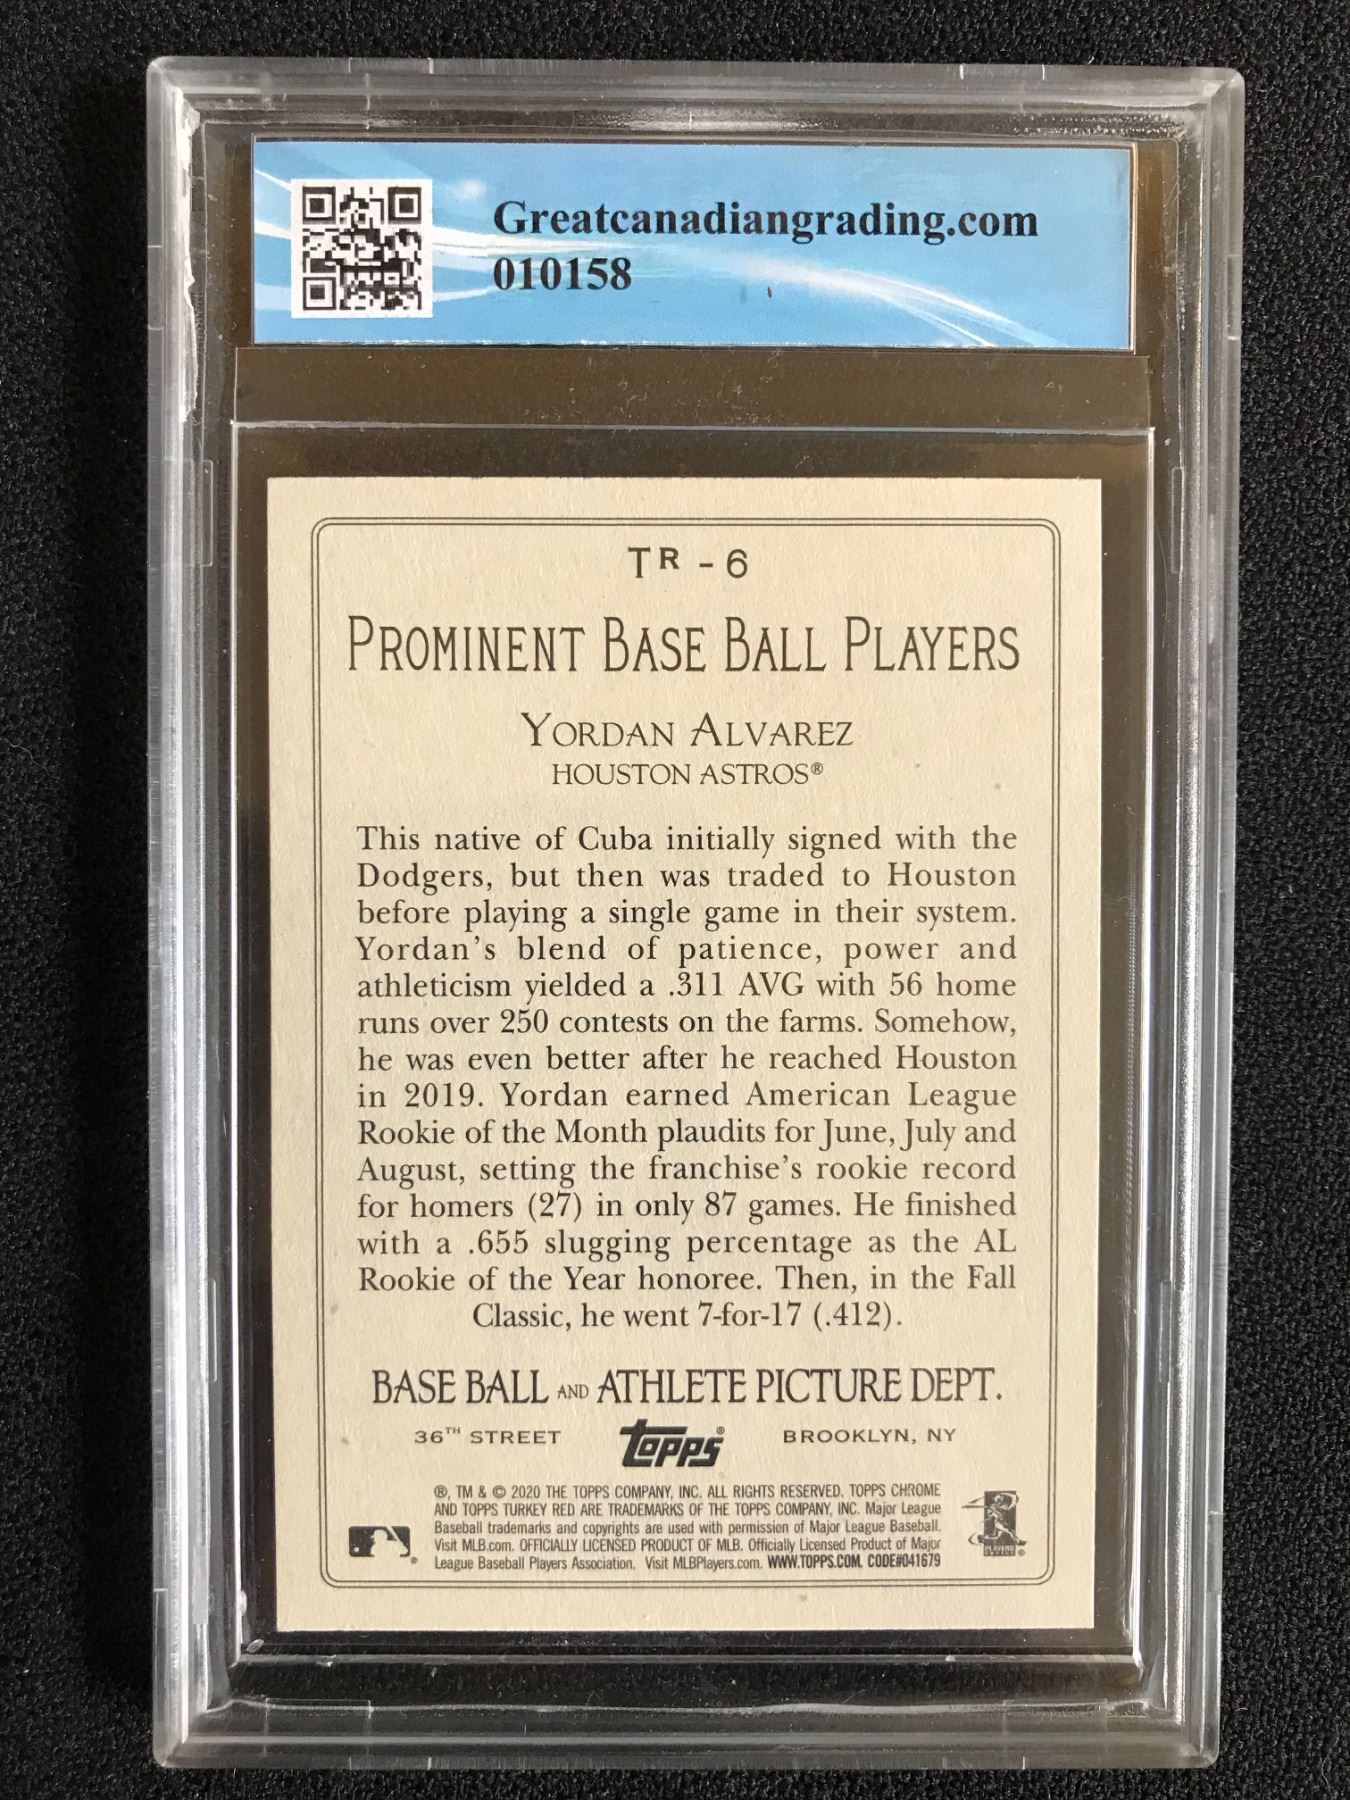 Greatcanadiangrading.com
010158
TR - 6
PROMINENT BASE BALL PLAYERS
YORDAN ALVAREZ
HOUSTON ASTROS®
This native of Cuba initially signed with the
Dodgers, but then was traded to Houston
before playing a single game in their system.
Yordan's blend of patience, power and
athleticism yielded a .311 AVG with 56 home
runs over 250 contests on the farms. Somehow,
he was even better after he reached Houston
in 2019. Yordan earned American League
Rookie of the Month plaudits for June, July and
August, setting the franchise's rookie record
for homers (27) in only 87 games. He finished
with a .655 slugging percentage as the AL
Rookie of the Year honoree. Then, in the Fall
Classic, he went 7-for-17 (.412).
BASE BALL AND ATHLETE PICTURE DEPT.
36TH STREET topps® BROOKLYN, NY
®, TM & © 2020 THE TOPPS COMPANY, INC. ALL RIGHTS RESERVED. TOPPS CHROME
AND TOPPS TURKEY RED ARE TRADEMARKS OF THE TOPPS COMPANY, INC. Major League
Baseball trademarks and copyrights are used with permission of Major League Baseball.
Visit MLB.com. OFFICIALLY LICENSED PRODUCT OF MLB. Officially Licensed Product of Major
League Baseball Players Association. Visit MLBPlayers.com. WWW.TOPPS.COM. CODE#041679
PLAYERS
CHOICE ®